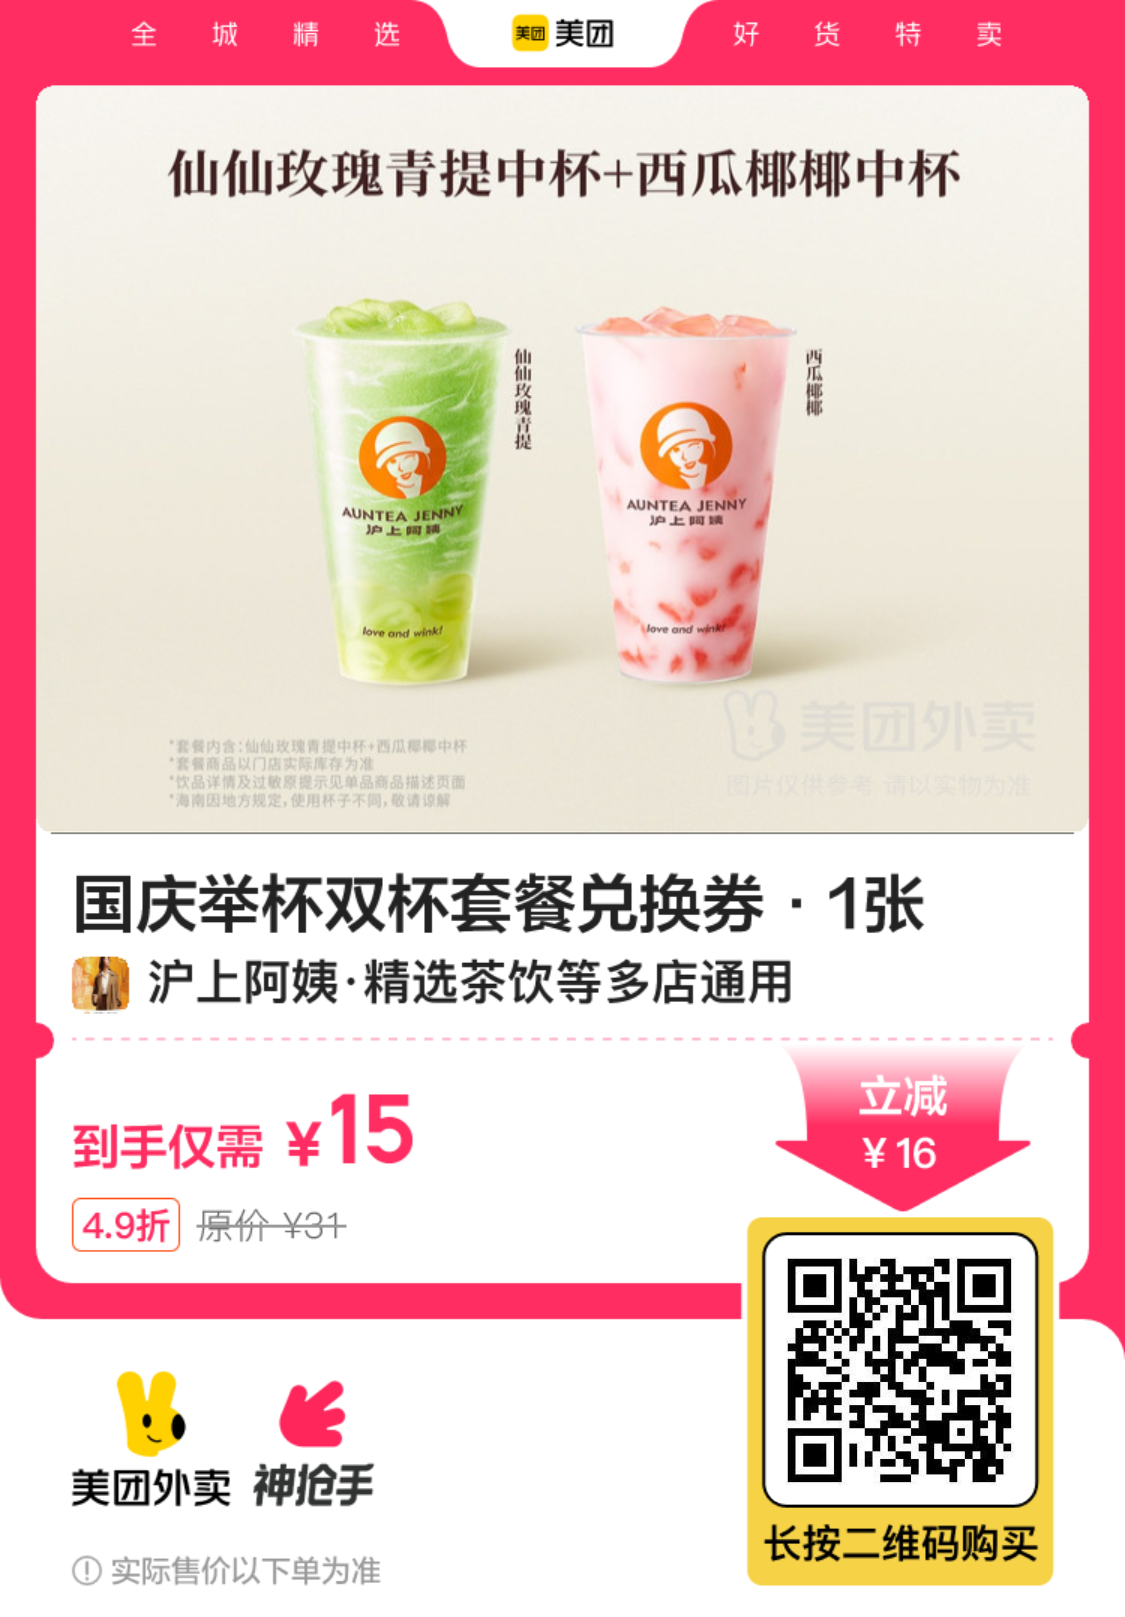 全城精选
美团 美团
好货特卖
仙仙玫瑰青提中杯+西瓜椰椰中杯
仙仙玫瑰青提
西瓜椰椰
AUNTEA JENNY
沪上阿姨
love and wink!
AUNTEA JENNY
沪上阿姨
love and wink!
美团外卖
图片仅供参考 请以实物为准
*套餐内含:仙仙玫瑰青提中杯+西瓜椰椰中杯
*套餐商品以门店实际库存为准
*饮品详情及过敏原提示见单品商品描述页面
*海南因地方规定,使用杯子不同,敬请谅解
国庆举杯双杯套餐兑换券 · 1张
沪上阿姨·精选茶饮等多店通用
到手仅需 ¥15
4.9折 原价 ¥31
立减
¥ 16
美团外卖 神抢手
长按二维码购买
实际售价以下单为准